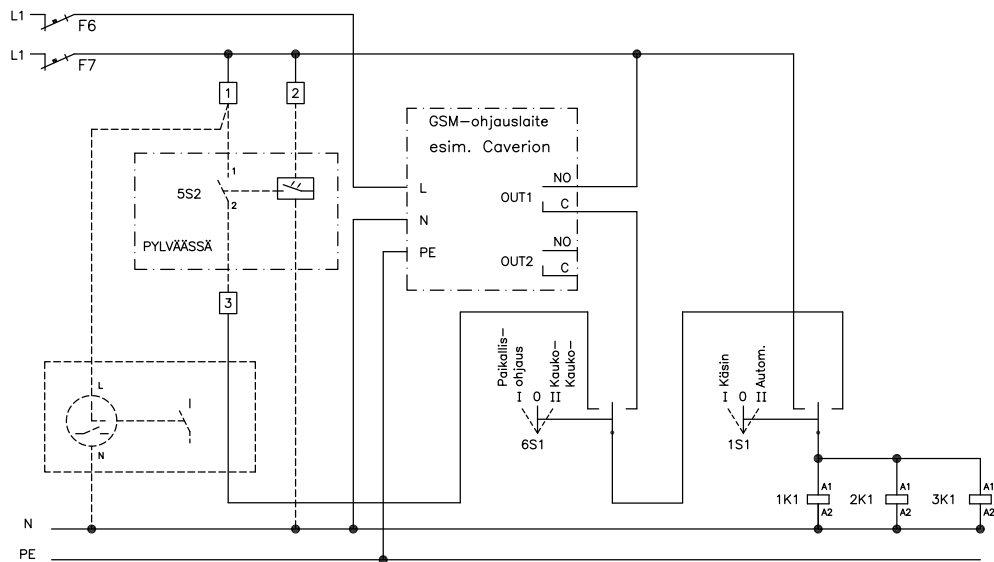 L1
F6
L1
F7
1
2
GSM-ohjauslaite
esim. Caverion
L
N
PE
NO
OUT1
C
NO
OUT2
C
1
5S2
2
PYLVÄÄSSÄ
3
L
N
Paikallis-
ohjaus
Kauko-
Kauko-
I O II
6S1
Käsin
Autom.
I O II
1S1
1K1
A1
A2
2K1
A1
A2
3K1
A1
A2
N
PE